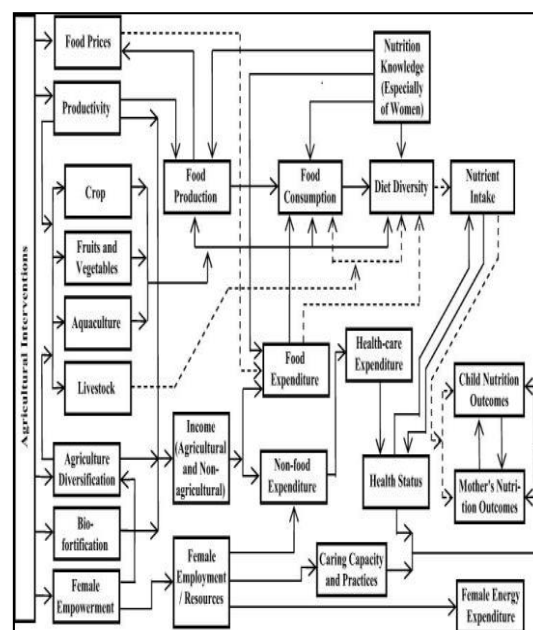 Agricultural Interventions
Food Prices
Productivity
Crop
Fruits and
Vegetables
Aquaculture
Livestock
Agriculture
Diversification
Bio-
fortification
Female
Empowerment
Food
Production
Income
(Agricultural
and Non-
agricultural)
Female
Employment
/ Resources
Food
Consumption
Food
Expenditure
Non-food
Expenditure
Caring Capacity
and Practices
Nutrition
Knowledge
(Especially
of Women)
Diet Diversity
Health-care
Expenditure
Health Status
Nutrient
Intake
Child Nutrition
Outcomes
Mother's Nutri-
tion Outcomes
Female Energy
Expenditure